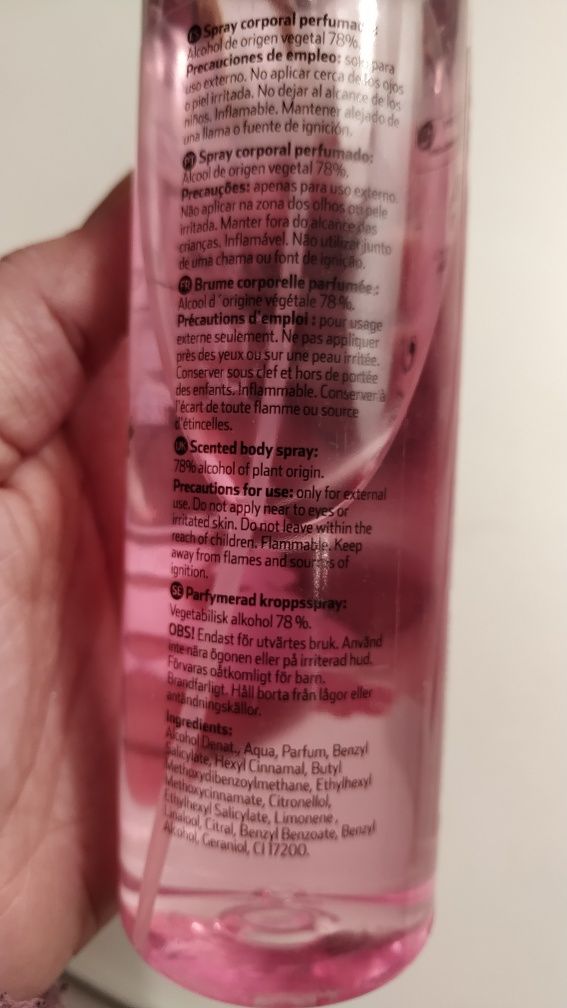 ES Spray corporal perfumado:
Alcohol de origen vegetal 78%.
Precauciones de empleo: solo para
uso externo. No aplicar cerca de los ojos
o piel irritada. No dejar al alcance de los
niños. Inflamable. Mantener alejado de
una llama o fuente de ignición.
PT Spray corporal perfumado:
Álcool de origen vegetal 78%.
Precauções: apenas para uso externo.
Não aplicar na zona dos olhos ou pele
irritada. Manter fora do alcance das
crianças. Inflamável. Não utilizar junto
de uma chama ou font de ignição.
FR Brume corporelle parfumée:
Alcool d'origine végétale 78%.
Précautions d'emploi : pour usage
externe seulement. Ne pas appliquer
près des yeux ou sur une peau irritée.
Conserver sous clef et hors de portée
des enfants. Inflammable. Conserver à
l'écart de toute flamme ou source
d'étincelles.
UK Scented body spray:
78% alcohol of plant origin.
Precautions for use: only for external
use. Do not apply near to eyes or
irritated skin. Do not leave within the
reach of children. Flammable. Keep
away from flames and sources of
ignition.
SE Parfymerad kroppsspray:
Vegetabilisk alkohol 78 %.
OBS! Endast för utvärtes bruk. Använd
inte nära ögonen eller på irriterad hud.
Förvaras oåtkomligt för barn.
Brandfarligt. Håll borta från lågor eller
antändningskällor.
Ingredients:
Alcohol Denat., Aqua, Parfum, Benzyl
Salicylate, Hexyl Cinnamal, Butyl
Methoxydibenzoylmethane, Ethylhexyl
Methoxycinnamate, Citronellol,
Ethylhexyl Salicylate, Limonene,
Linalool, Citral, Benzyl Benzoate, Benzyl
Alcohol, Geraniol, CI 17200.